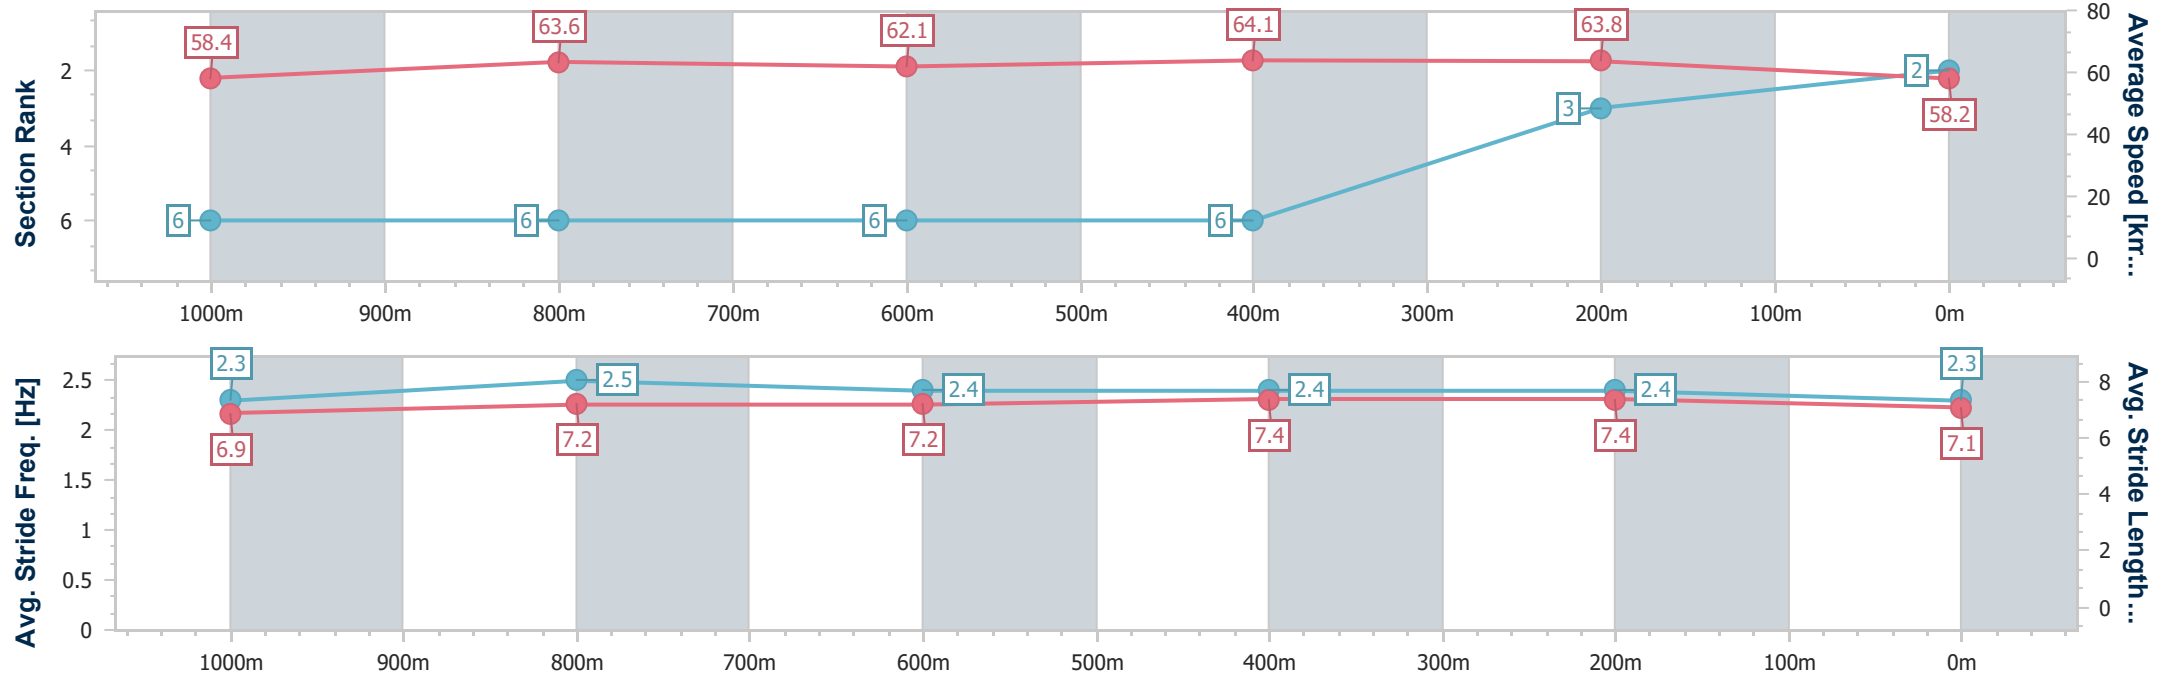 Section Rank
Average Speed [km...
2
4
6
80
60
40
20
0
58.4
63.6
62.1
64.1
63.8
58.2
6
6
6
6
3
2
1000m
900m
800m
700m
600m
500m
400m
300m
200m
100m
0m
Avg. Stride Freq. [Hz]
Avg. Stride Length...
2.5
2
1.5
1
0.5
0
8
6
4
2
0
2.3
2.5
2.4
2.4
2.4
2.3
6.9
7.2
7.2
7.4
7.4
7.1
1000m
900m
800m
700m
600m
500m
400m
300m
200m
100m
0m